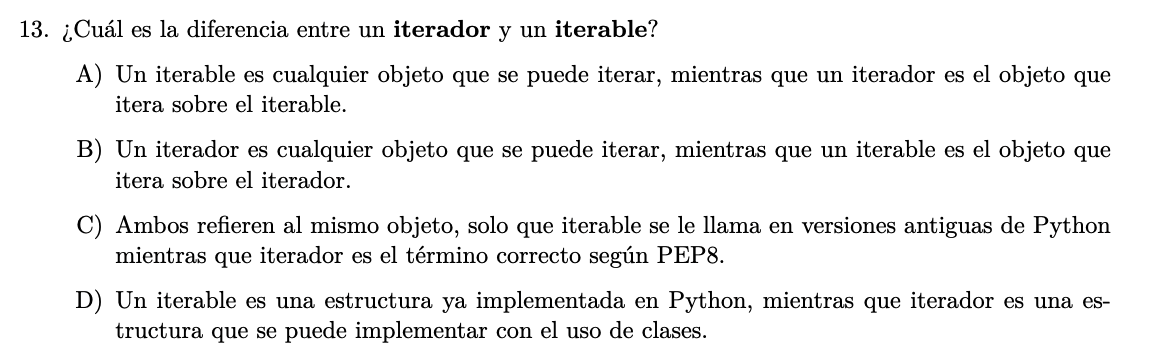 13. ¿Cuál es la diferencia entre un iterador y un iterable?
A) Un iterable es cualquier objeto que se puede iterar, mientras que un iterador es el objeto que
itera sobre el iterable.
B) Un iterador es cualquier objeto que se puede iterar, mientras que un iterable es el objeto que
itera sobre el iterador.
C) Ambos refieren al mismo objeto, solo que iterable se le llama en versiones antiguas de Python
mientras que iterador es el término correcto según PEP8.
D) Un iterable es una estructura ya implementada en Python, mientras que iterador es una es-
tructura que se puede implementar con el uso de clases.